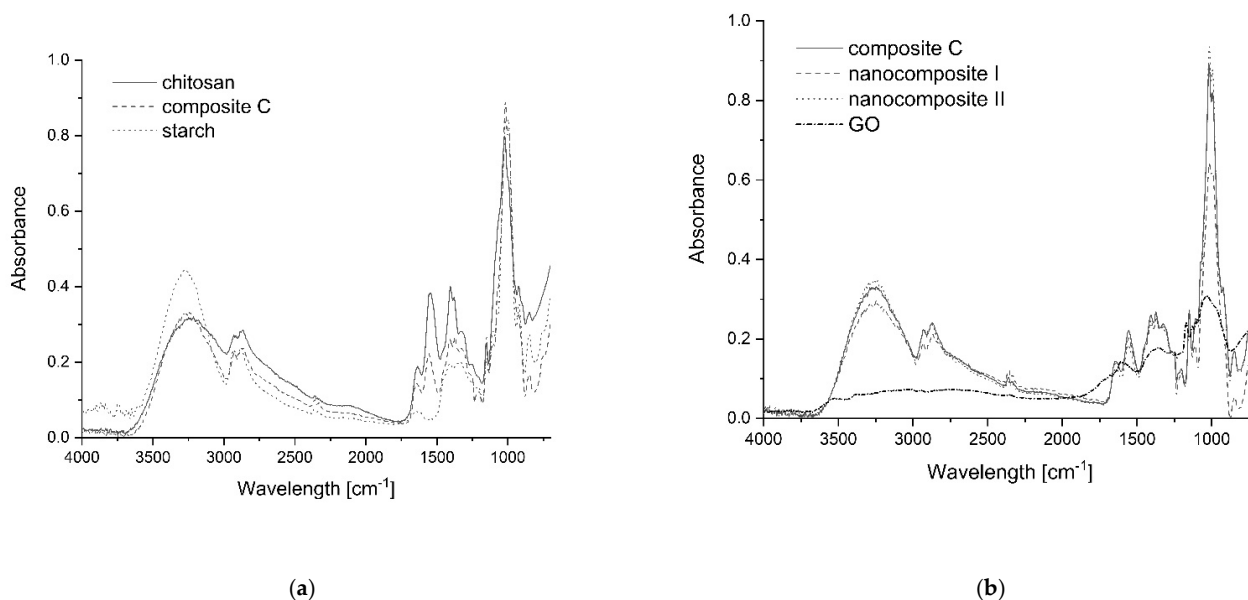 1.0
0.8
0.6
0.4
0.2
0.0
Absorbance
chitosan
composite C
starch
4000 3500 3000 2500 2000 1500 1000
Wavelength [cm⁻¹]
(a)
1.0
0.8
0.6
0.4
0.2
0.0
Absorbance
composite C
nanocomposite I
nanocomposite II
GO
4000 3500 3000 2500 2000 1500 1000
Wavelength [cm⁻¹]
(b)